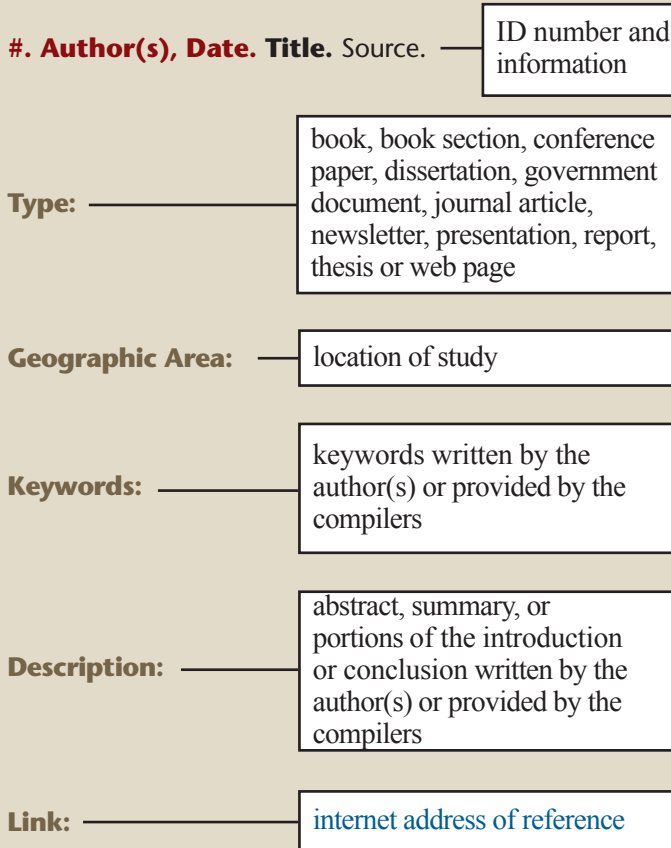 #. Author(s), Date. Title. Source.
ID number and
information
Type:
book, book section, conference
paper, dissertation, government
document, journal article,
newsletter, presentation, report,
thesis or web page
Geographic Area:
location of study
Keywords:
keywords written by the
author(s) or provided by the
compilers
Description:
abstract, summary, or
portions of the introduction
or conclusion written by the
author(s) or provided by the
compilers
Link:
internet address of reference